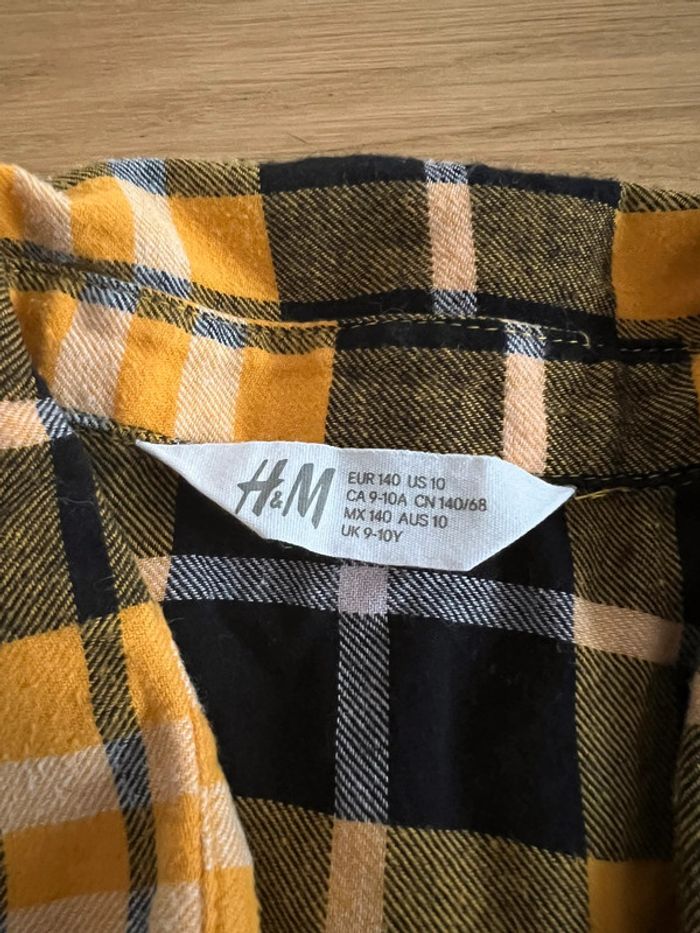 H&M
EUR 140 US 10
CA 9-10A CN 140/68
MX 140 AUS 10
UK 9-10Y